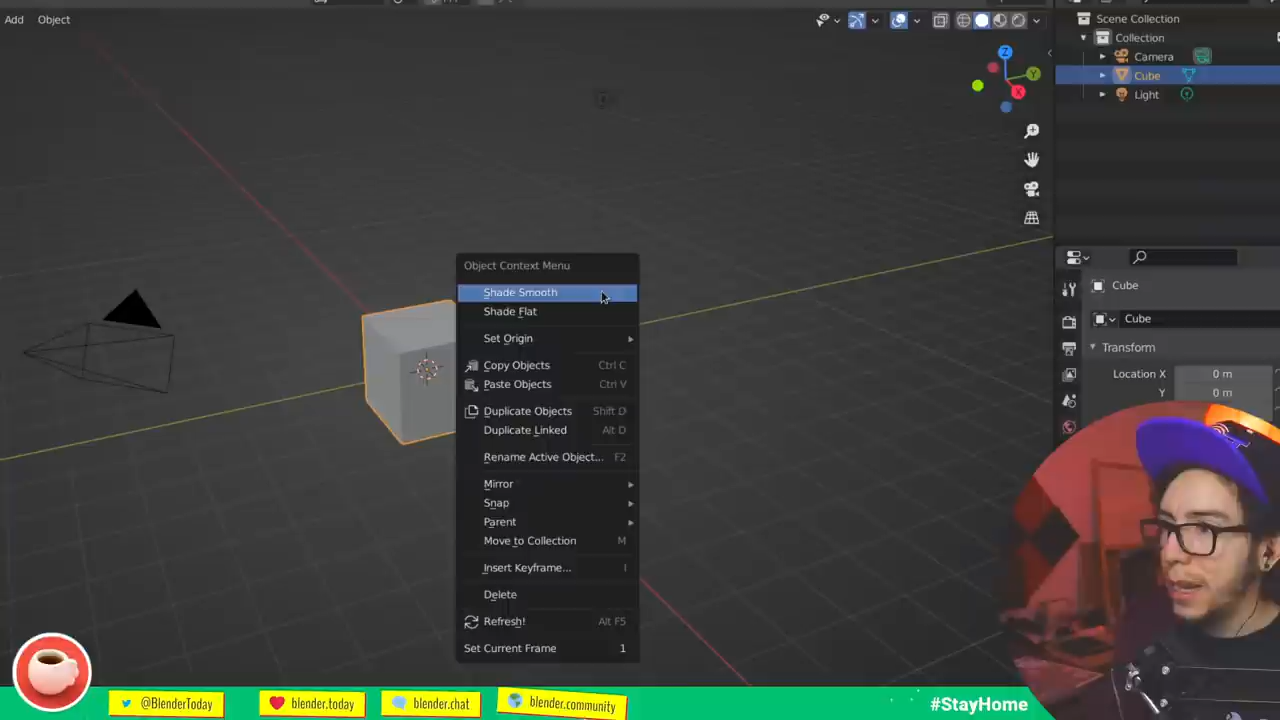 Add Object
Scene Collection
Collection
Camera
Cube
Light
Z
Y
X
Object Context Menu
Shade Smooth
Shade Flat
Set Origin
Copy Objects Ctrl C
Paste Objects Ctrl V
Duplicate Objects Shift D
Duplicate Linked Alt D
Rename Active Object... F2
Mirror
Snap
Parent
Move to Collection M
Insert Keyframe... I
Delete
Refresh! Alt F5
Set Current Frame 1
Cube
Cube
Transform
Location X 0 m
Y 0 m
@BlenderToday
blender.today
blender.chat
blender.community
#StayHome